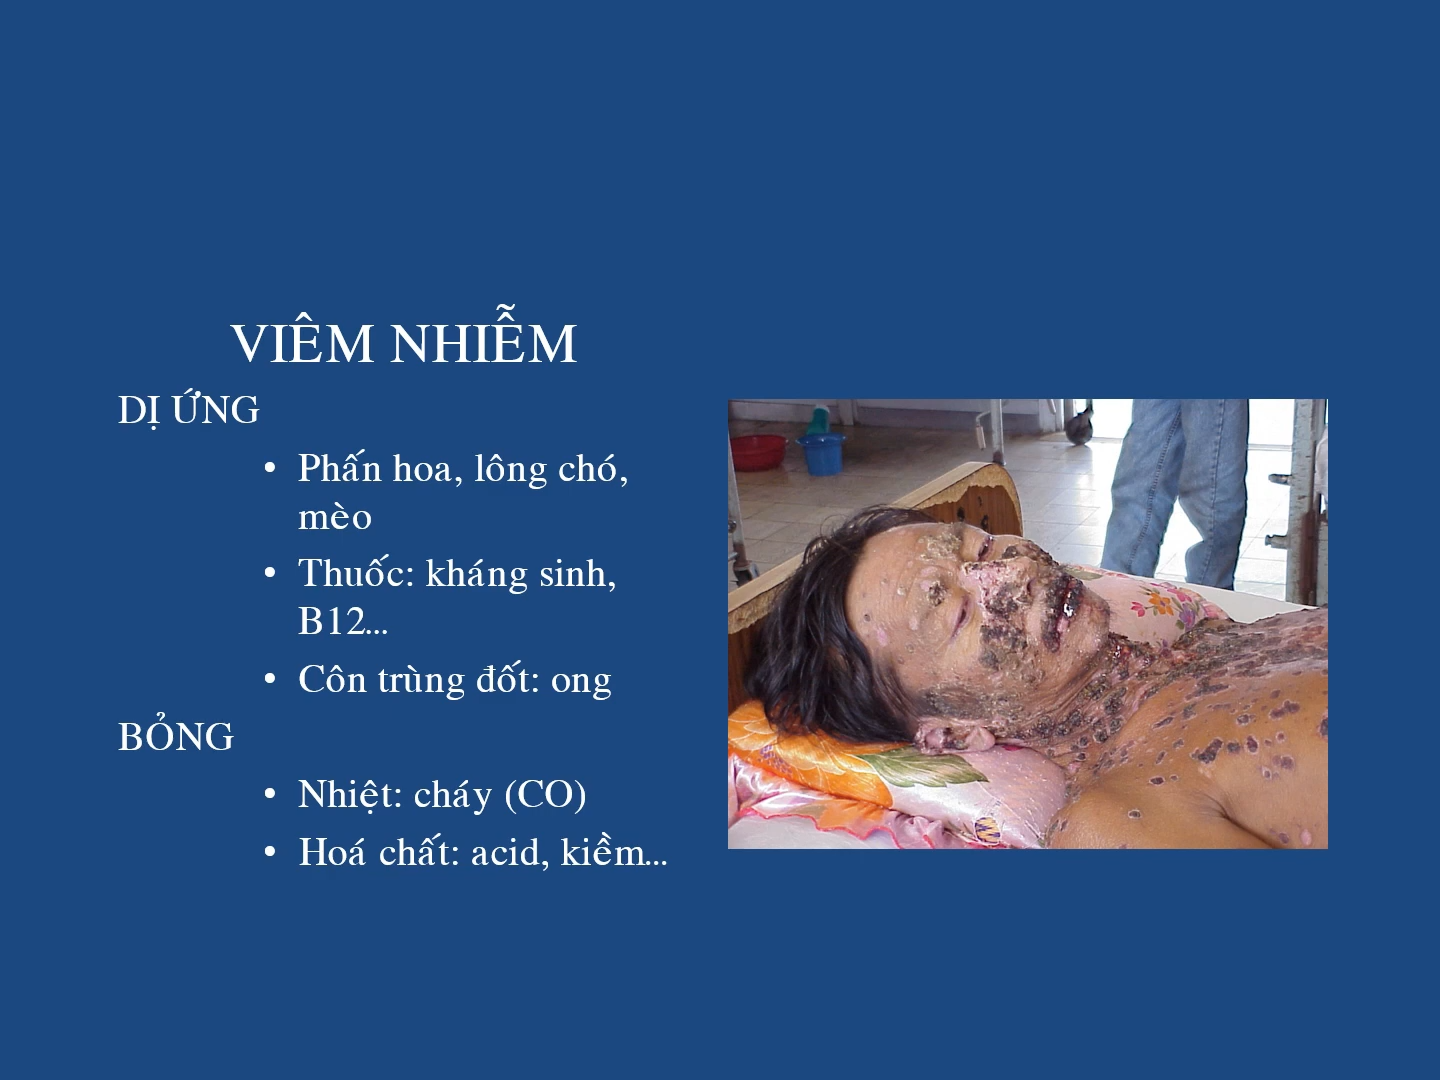 VIÊM NHIỄM
DỊ ỨNG
• Phấn hoa, lông chó,
mèo
• Thuốc: kháng sinh,
B12...
• Côn trùng đốt: ong
BỎNG
• Nhiệt: cháy (CO)
• Hoá chất: acid, kiềm...